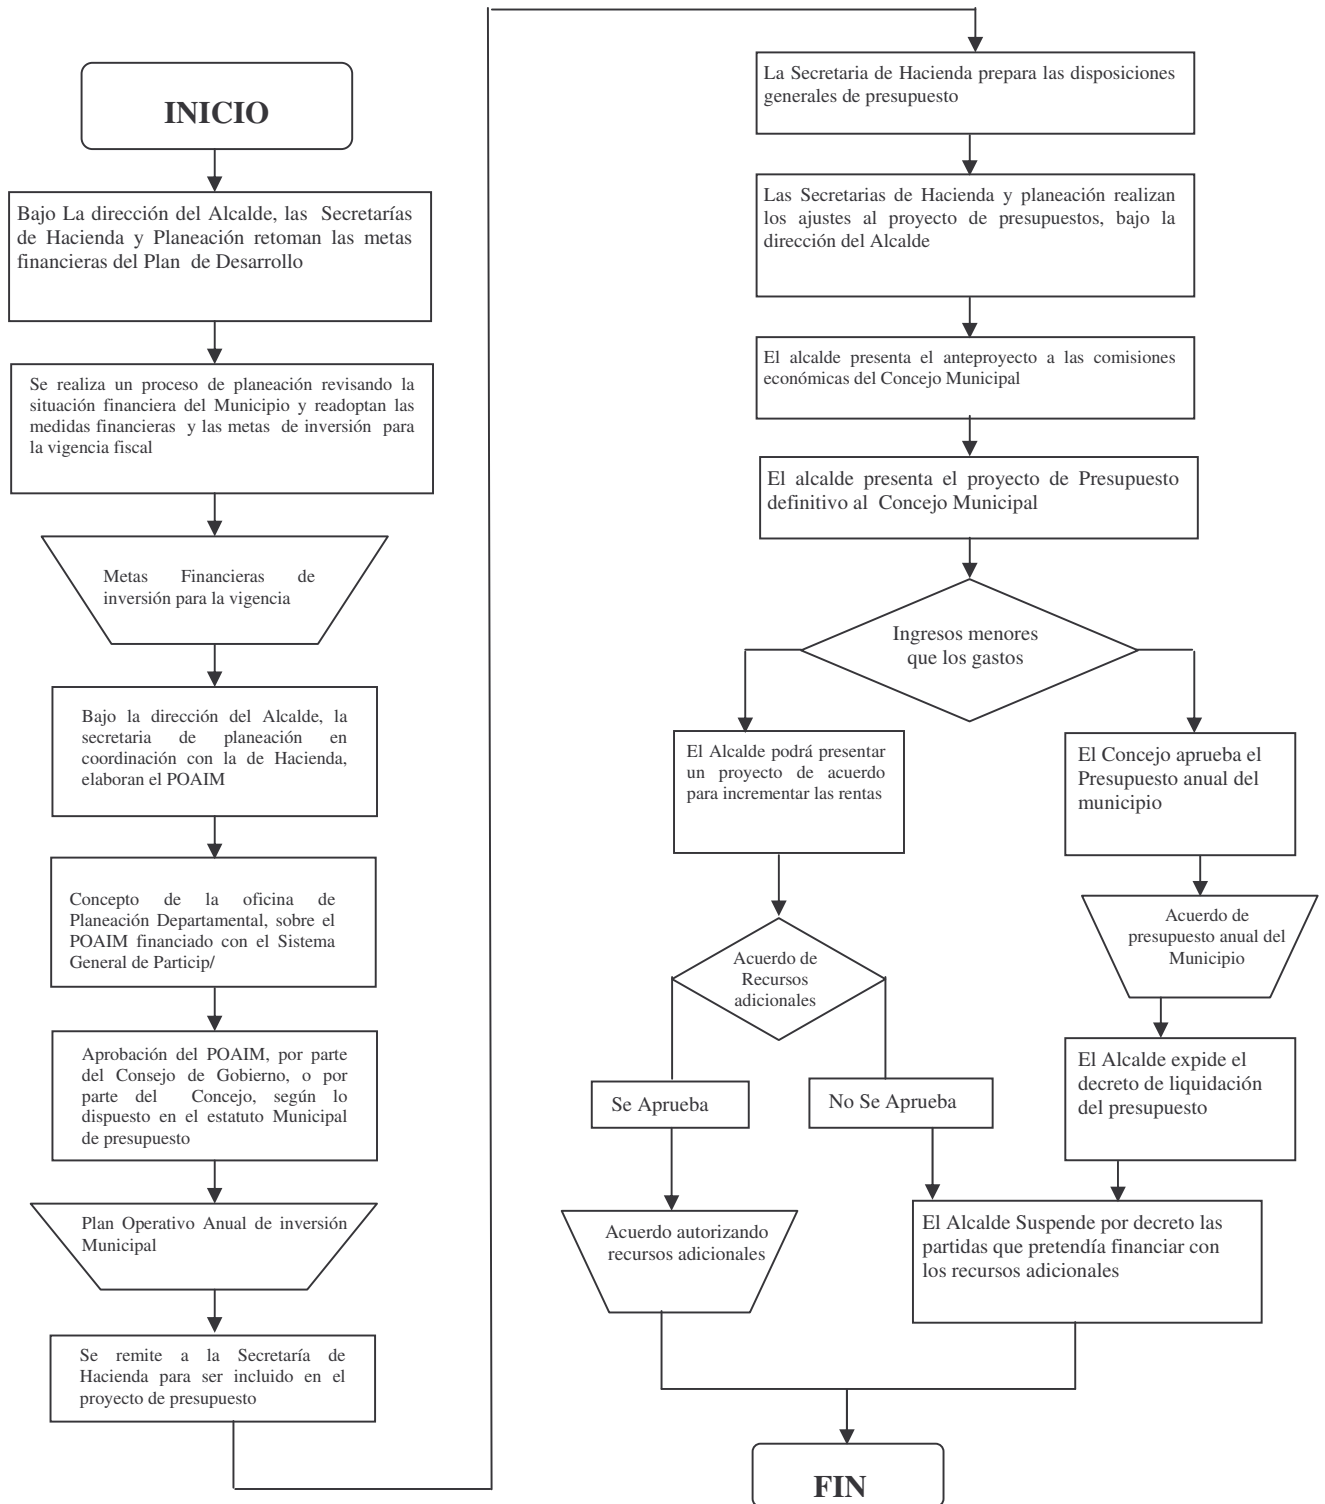 INICIO
Bajo La dirección del Alcalde, las Secretarías
de Hacienda y Planeación retoman las metas
financieras del Plan de Desarrollo
Se realiza un proceso de planeación revisando la
situación financiera del Municipio y readoptan las
medidas financieras y las metas de inversión para
la vigencia fiscal
Metas Financieras de
inversión para la vigencia
Bajo la dirección del Alcalde, la
secretaria de planeación en
coordinación con la de Hacienda,
elaboran el POAIM
Concepto de la oficina de
Planeación Departamental, sobre el
POAIM financiado con el Sistema
General de Particip/
Aprobación del POAIM, por parte
del Consejo de Gobierno, o por
parte del Concejo, según lo
dispuesto en el estatuto Municipal
de presupuesto
Plan Operativo Anual de inversión
Municipal
Se remite a la Secretaría de
Hacienda para ser incluido en el
proyecto de presupuesto
La Secretaria de Hacienda prepara las disposiciones
generales de presupuesto
Las Secretarias de Hacienda y planeación realizan
los ajustes al proyecto de presupuestos, bajo la
dirección del Alcalde
El alcalde presenta el anteproyecto a las comisiones
económicas del Concejo Municipal
El alcalde presenta el proyecto de Presupuesto
definitivo al Concejo Municipal
Ingresos menores
que los gastos
El Alcalde podrá presentar
un proyecto de acuerdo
para incrementar las rentas
Acuerdo de
Recursos
adicionales
Se Aprueba
No Se Aprueba
Acuerdo autorizando
recursos adicionales
El Concejo aprueba el
Presupuesto anual del
municipio
Acuerdo de
presupuesto anual del
Municipio
El Alcalde expide el
decreto de liquidación
del presupuesto
El Alcalde Suspende por decreto las
partidas que pretendía financiar con
los recursos adicionales
FIN